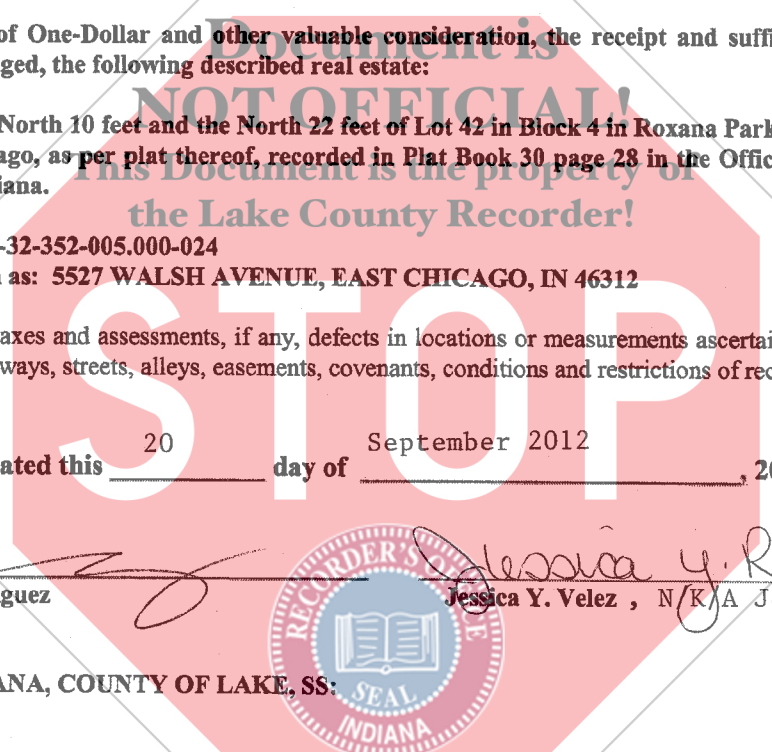 of One-Dollar and other valuable consideration, the receipt and suffi
Document is
ged, the following described real estate:
NOT OFFICIAL!
North 10 feet and the North 22 feet of Lot 42 in Block 4 in Roxana Park
ago, as per plat thereof, recorded in Plat Book 30 page 28 in the Offic
This Document is the property of
iana.
the Lake County Recorder!
-32-352-005.000-024
as: 5527 WALSH AVENUE, EAST CHICAGO, IN 46312
STOP
axes and assessments, if any, defects in locations or measurements ascertai
ways, streets, alleys, easements, covenants, conditions and restrictions of rec
ated this 20 day of September 2012, 20
Jessica Y. R
guez
Jessica Y. Velez , N/K/A J
RECORDER'S OFFICE
SEAL
INDIANA
ANA, COUNTY OF LAKE, SS: